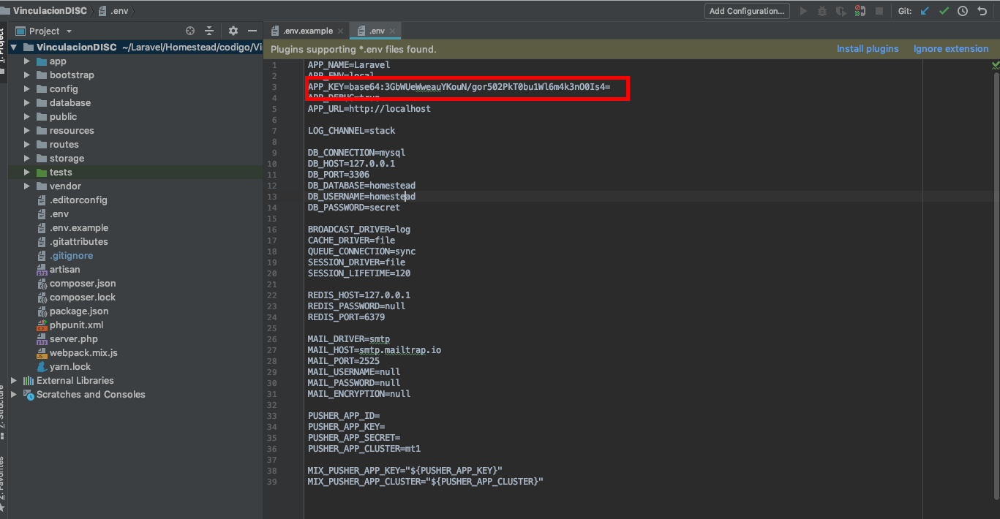 VinculacionDISC
.env
Add Configuration...
Git:
1: Project
Project
.env.example
.env
VinculacionDISC ~/Laravel/Homestead/codigo/Vi
app
bootstrap
config
database
public
resources
routes
storage
tests
vendor
.editorconfig
.env
.env.example
.gitattributes
.gitignore
artisan
composer.json
composer.lock
package.json
phpunit.xml
server.php
webpack.mix.js
yarn.lock
External Libraries
Scratches and Consoles
Plugins supporting *.env files found.
Install plugins
Ignore extension
1 APP_NAME=Laravel
2 APP_ENV=local
3 APP_KEY=base64:3GbWUeWweauYKouN/gor502PkT0bu1Wl6m4k3nO0Is4=
4 APP_DEBUG=true
5 APP_URL=http://localhost
6
7 LOG_CHANNEL=stack
8
9 DB_CONNECTION=mysql
10 DB_HOST=127.0.0.1
11 DB_PORT=3306
12 DB_DATABASE=homestead
13 DB_USERNAME=homestead
14 DB_PASSWORD=secret
15
16 BROADCAST_DRIVER=log
17 CACHE_DRIVER=file
18 QUEUE_CONNECTION=sync
19 SESSION_DRIVER=file
20 SESSION_LIFETIME=120
21
22 REDIS_HOST=127.0.0.1
23 REDIS_PASSWORD=null
24 REDIS_PORT=6379
25
26 MAIL_DRIVER=smtp
27 MAIL_HOST=smtp.mailtrap.io
28 MAIL_PORT=2525
29 MAIL_USERNAME=null
30 MAIL_PASSWORD=null
31 MAIL_ENCRYPTION=null
32
33 PUSHER_APP_ID=
34 PUSHER_APP_KEY=
35 PUSHER_APP_SECRET=
36 PUSHER_APP_CLUSTER=mt1
37
38 MIX_PUSHER_APP_KEY="${PUSHER_APP_KEY}"
39 MIX_PUSHER_APP_CLUSTER="${PUSHER_APP_CLUSTER}"
7: Structure
2: Favorites